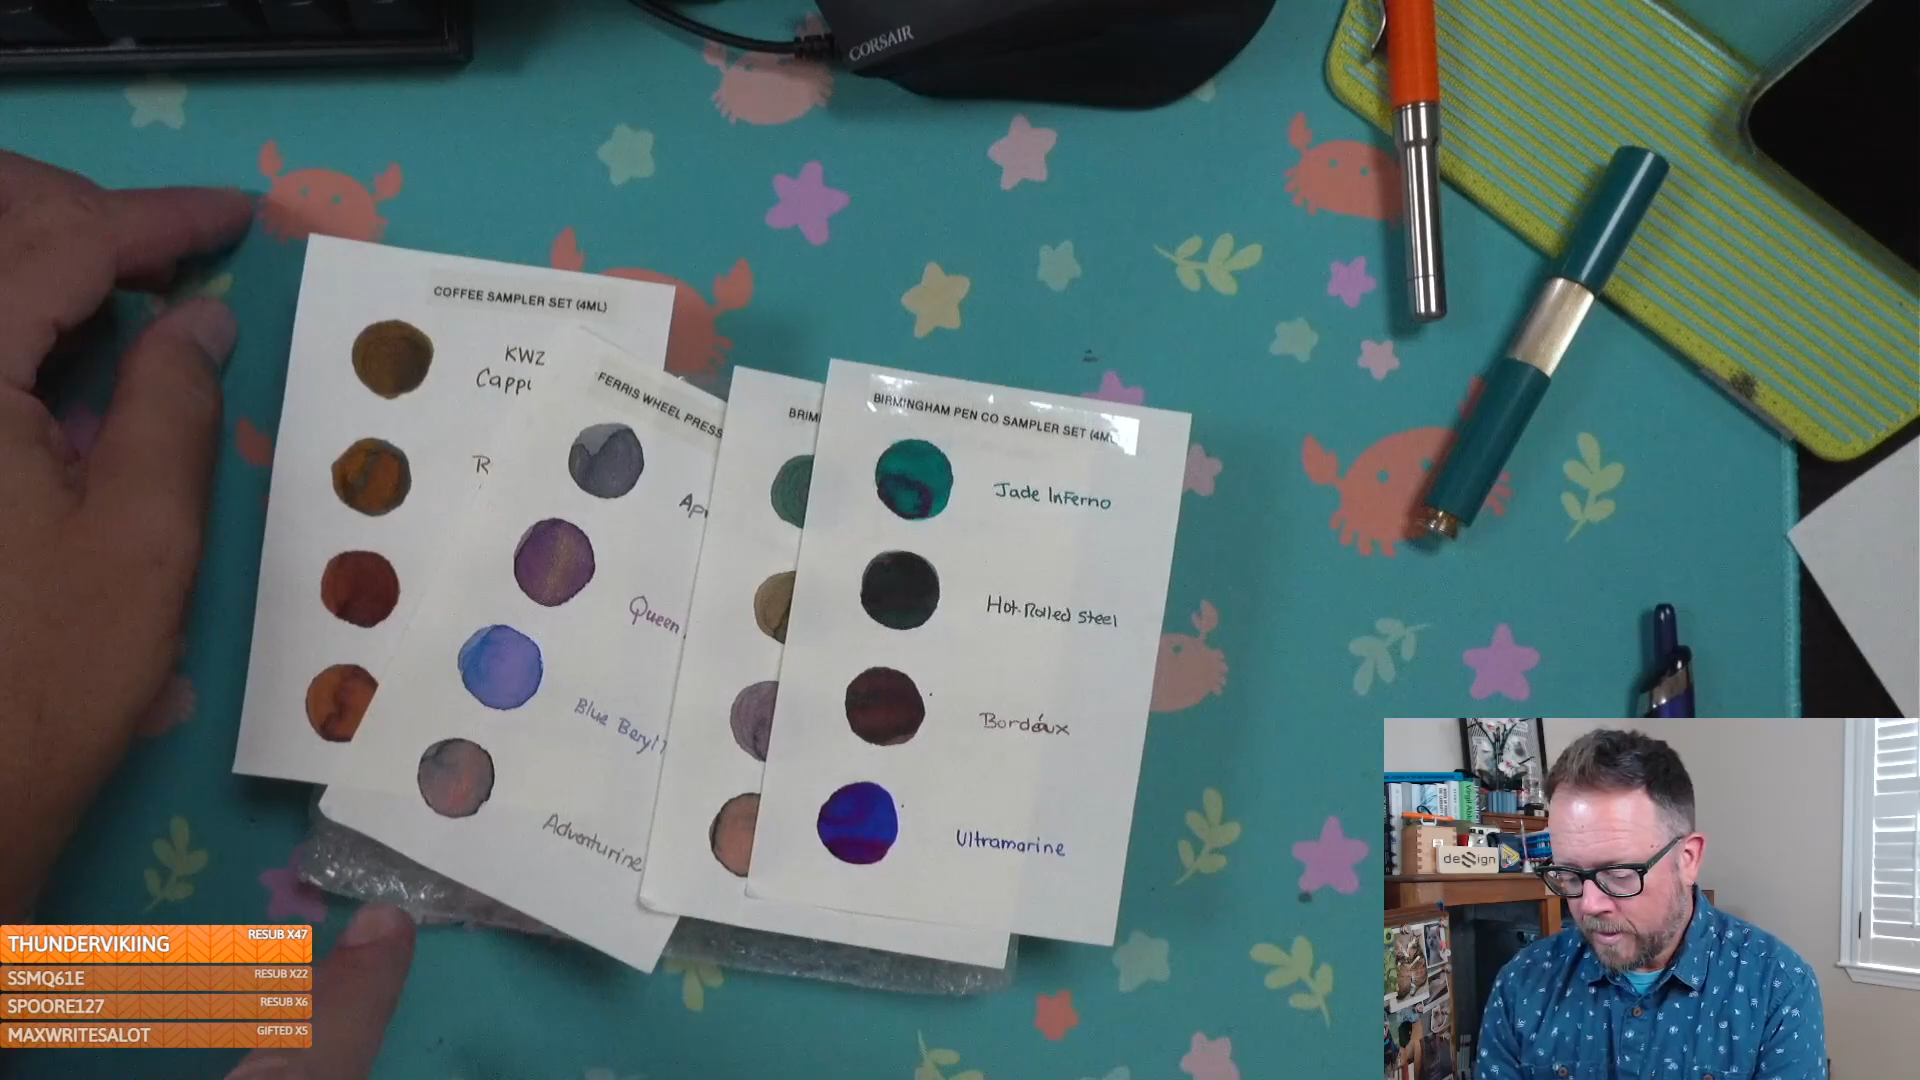 CORSAIR
COFFEE SAMPLER SET (4ML)
KWZ
Capp
R
FERRIS WHEEL PRESS
Queen
Blue Beryl
Adventurine
BIRMINGHAM PEN CO SAMPLER SET (4ML)
Jade Inferno
Hot-Rolled Steel
Bordeaux
Ultramarine
design
THUNDERVIKIING
RESUB X47
SSMQ61E
RESUB X22
SPOORE127
RESUB X6
MAXWRITESALOT
GIFTED X5